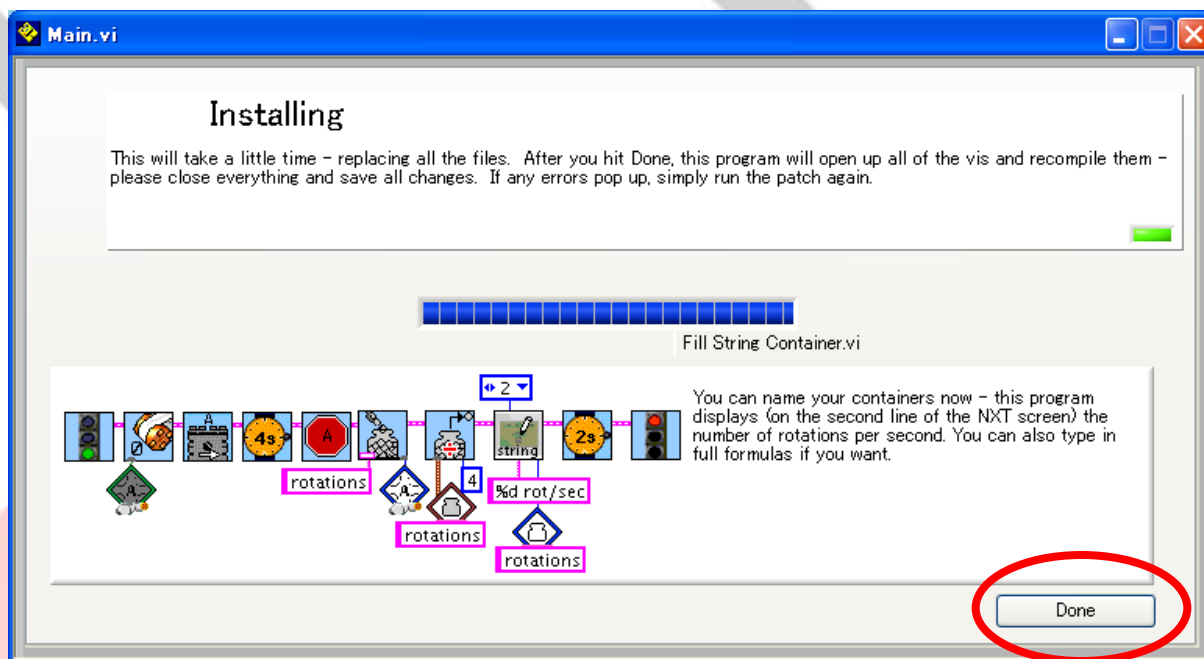 Main.vi
Installing
This will take a little time - replacing all the files.  After you hit Done, this program will open up all of the vis and recompile them -
please close everything and save all changes.  If any errors pop up, simply run the patch again.
Fill String Container.vi
2
You can name your containers now - this program
displays (on the second line of the NXT screen) the
number of rotations per second. You can also type in
full formulas if you want.
0
A
4s
A
2s
string
rotations
A
4
%d rot/sec
rotations
rotations
Done